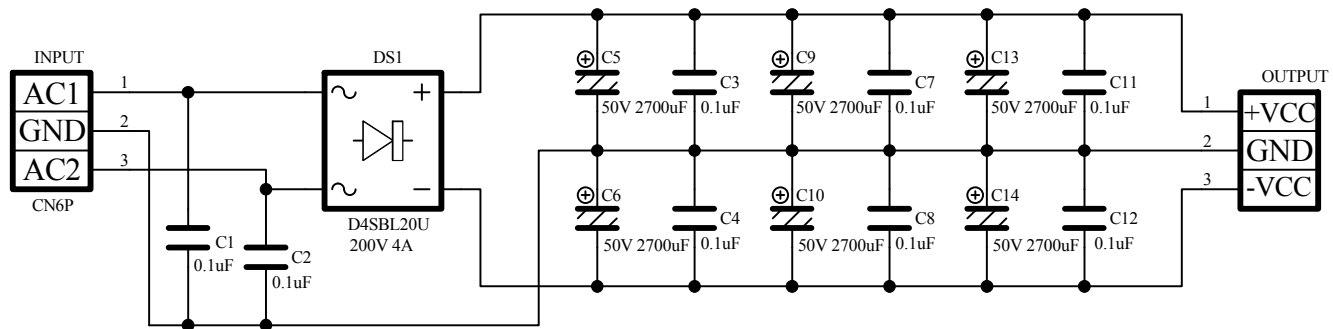 INPUT
AC1
GND
AC2
CN6P
1
2
3
C1
0.1uF
C2
0.1uF
DS1
+
−
D4SBL20U
200V 4A
C5
50V 2700uF
C3
0.1uF
C9
50V 2700uF
C7
0.1uF
C13
50V 2700uF
C11
0.1uF
C6
50V 2700uF
C4
0.1uF
C10
50V 2700uF
C8
0.1uF
C14
50V 2700uF
C12
0.1uF
OUTPUT
1
+VCC
2
GND
3
-VCC